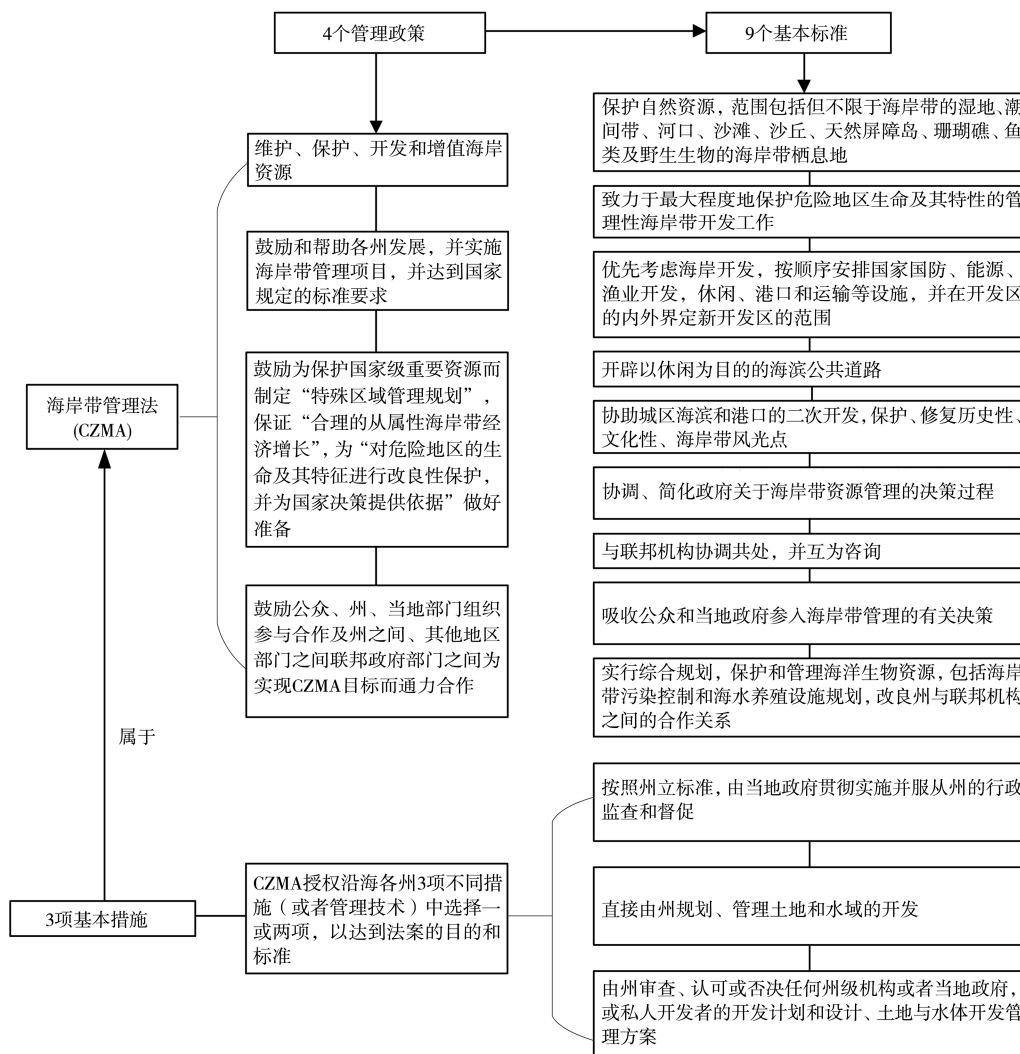 4个管理政策
9个基本标准
维护、保护、开发和增值海岸
资源
鼓励和帮助各州发展，并实施
海岸带管理项目，并达到国家
规定的标准要求
鼓励为保护国家级重要资源而
制定“特殊区域管理规划”，
保证“合理的从属性海岸带经
济增长”，为“对危险地区的生
命及其特征进行改良性保护，
并为国家决策提供依据”做好
准备
鼓励公众、州、当地部门组织
参与合作及州之间、其他地区
部门之间联邦政府部门之间为
实现CZMA目标而通力合作
海岸带管理法
(CZMA)
保护自然资源，范围包括但不限于海岸带的湿地、潮
间带、河口、沙滩、沙丘、天然屏障岛、珊瑚礁、鱼
类及野生生物的海岸带栖息地
致力于最大程度地保护危险地区生命及其特性的管
理性海岸带开发工作
优先考虑海岸开发，按顺序安排国家国防、能源、
渔业开发，休闲、港口和运输等设施，并在开发区
的内外界定新开发区的范围
开辟以休闲为目的的海滨公共道路
协助城区海滨和港口的二次开发，保护、修复历史性、
文化性、海岸带风光点
协调、简化政府关于海岸带资源管理的决策过程
与联邦机构协调共处，并互为咨询
吸收公众和当地政府参入海岸带管理的有关决策
实行综合规划，保护和管理海洋生物资源，包括海岸
带污染控制和海水养殖设施规划，改良州与联邦机构
之间的合作关系
属于
3项基本措施
CZMA授权沿海各州3项不同措
施（或者管理技术）中选择一
或两项，以达到法案的目的和
标准
按照州立标准，由当地政府贯彻实施并服从州的行政
监查和督促
直接由州规划、管理土地和水域的开发
由州审查、认可或否决任何州级机构或者当地政府，
或私人开发者的开发计划和设计、土地与水体开发管
理方案